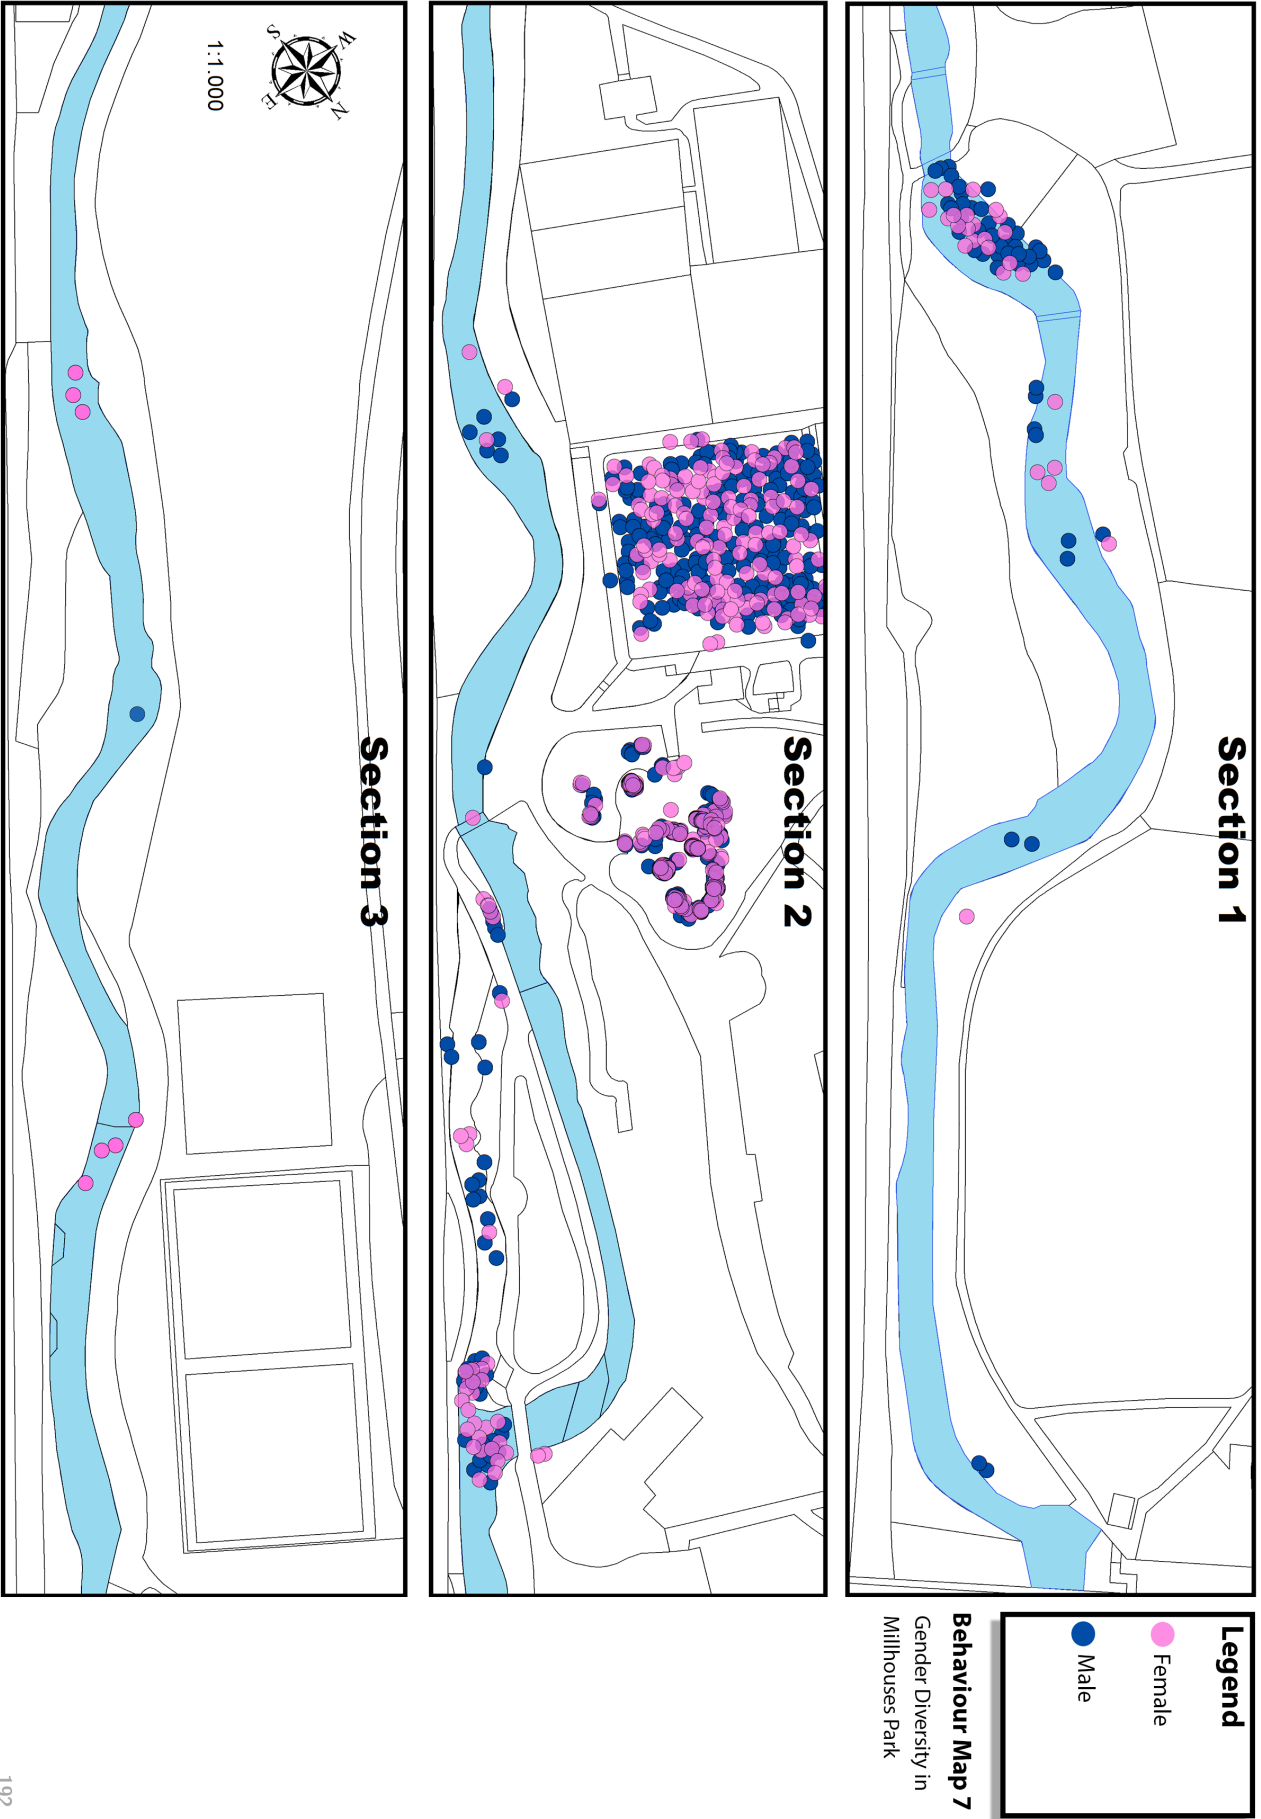 Section 1
Section 2
Section 3
S
W
E
N
1:1.000
Legend
Female
Male
Behaviour Map 7
Gender Diversity in
Millhouses Park
192